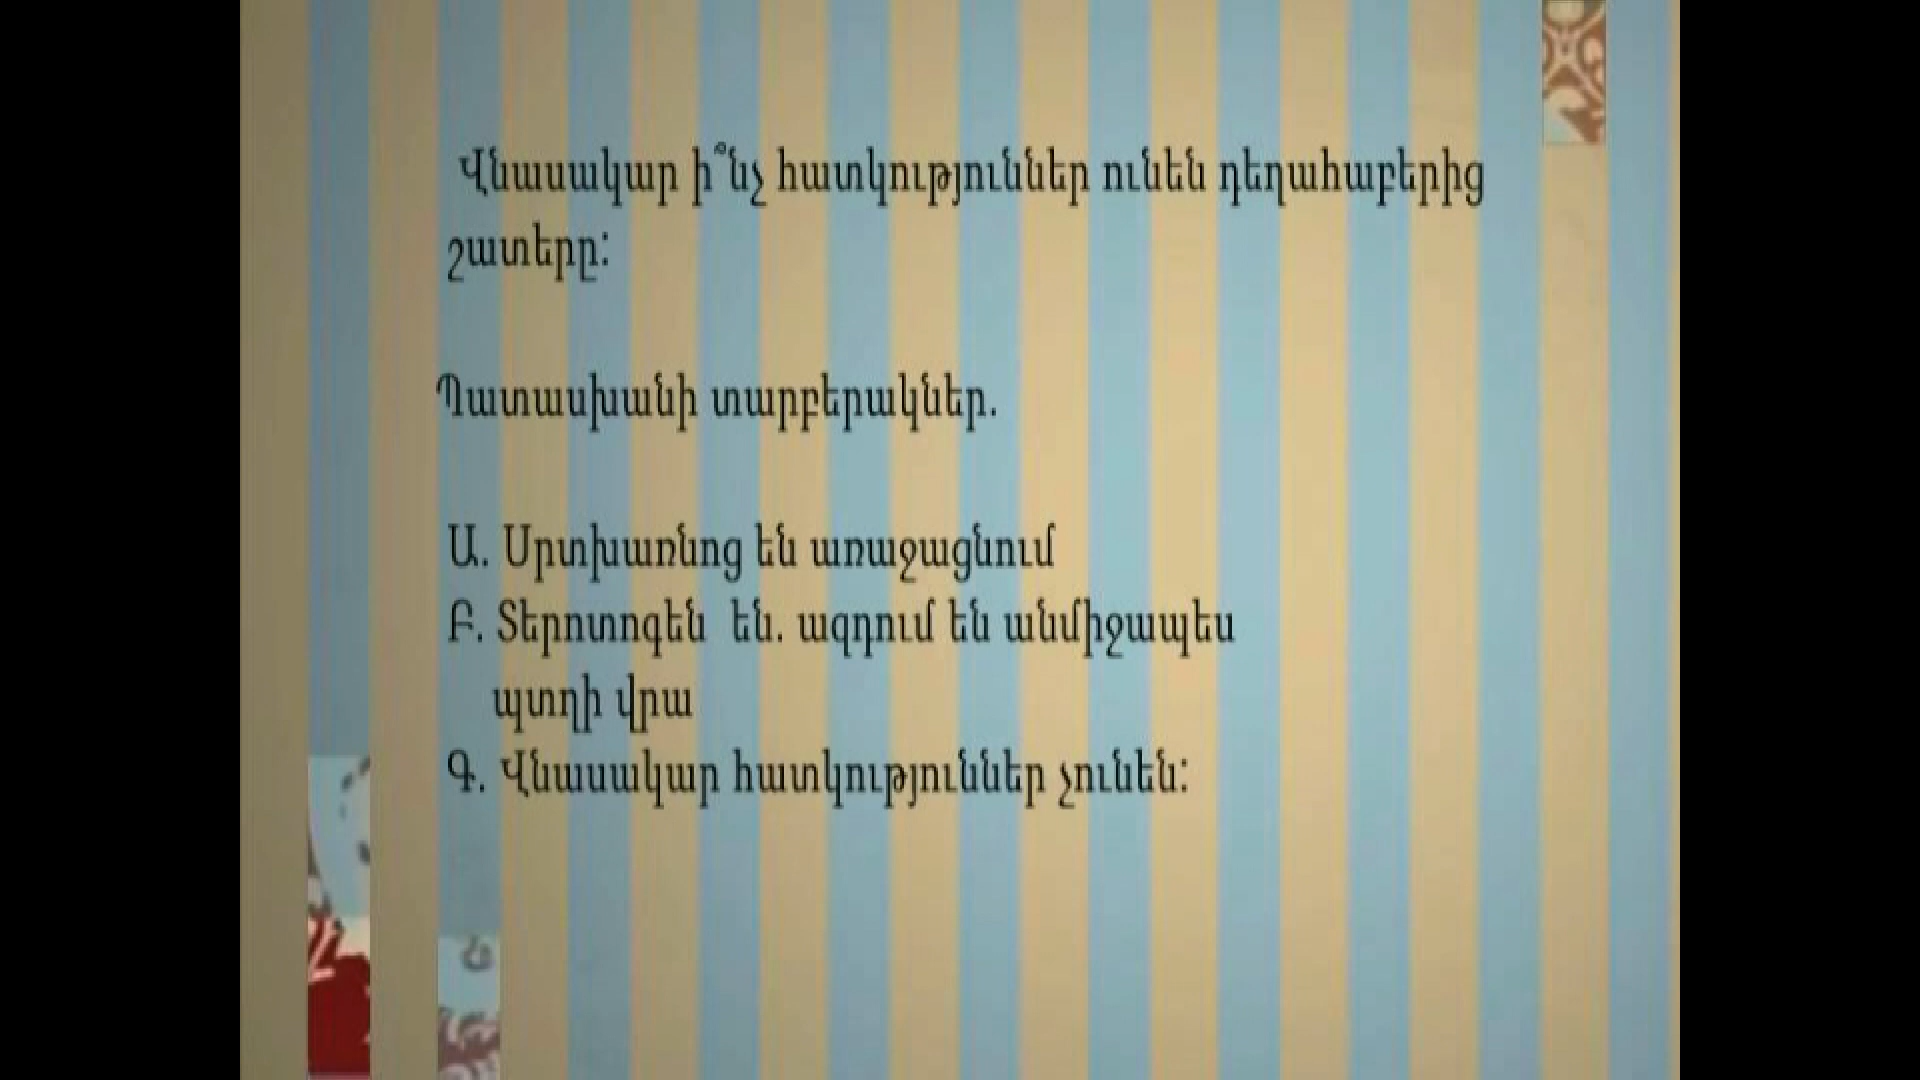 Վնասակար ի՞նչ հատկություններ ունեն դեղահաբերից
շատերը:
Պատասխանի տարբերակներ.
Ա. Սրտխառնոց են առաջացնում
Բ. Տերոտոգեն են. ազդում են անմիջապես
պտղի վրա
Գ. Վնասակար հատկություններ չունեն: